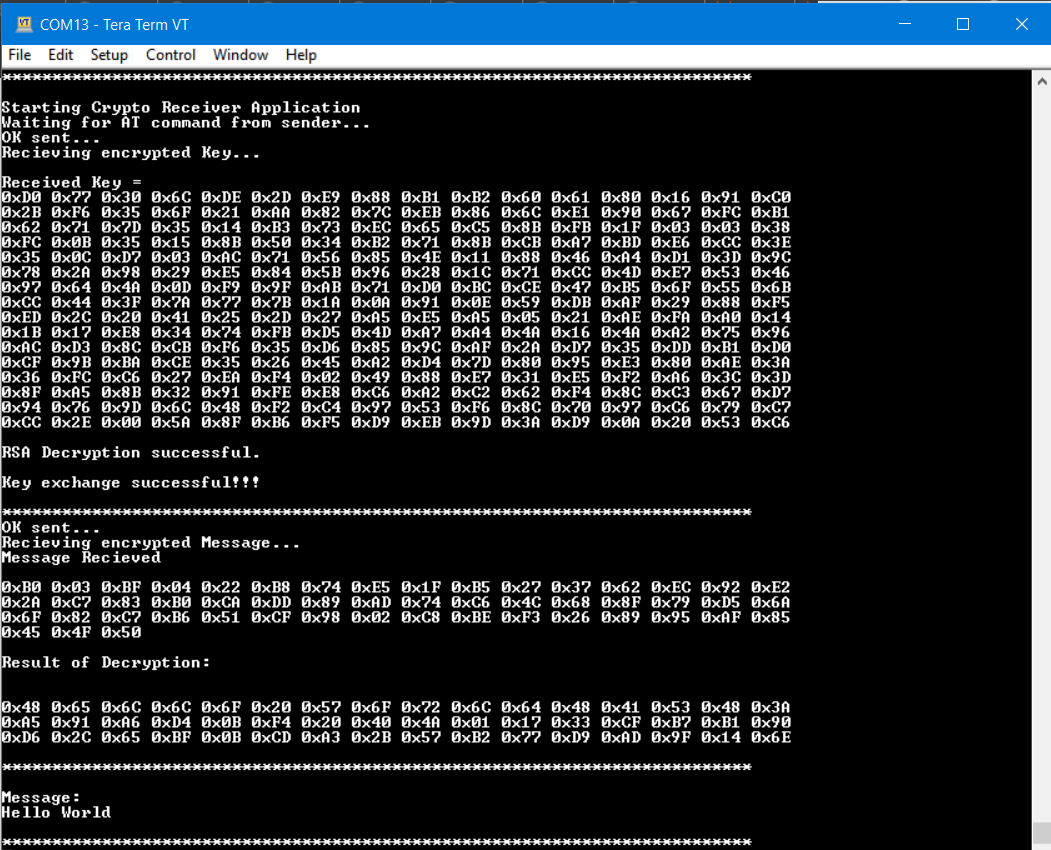 COM13 - Tera Term VT
File Edit Setup Control Window Help
***************************************************************************
Starting Crypto Receiver Application
Waiting for AT command from sender...
OK sent...
Recieving encrypted Key...
Received Key =
0xD0 0x77 0x30 0x6C 0xDE 0x2D 0xE9 0x88 0xB1 0xB2 0x60 0x61 0x80 0x16 0x91 0xC0
0x2B 0xF6 0x35 0x6F 0x21 0xAA 0x82 0x7C 0xEB 0x86 0x6C 0xE1 0x90 0x67 0xFC 0xB1
0x62 0x71 0x7D 0x35 0x14 0xB3 0x73 0xEC 0x65 0xC5 0x8B 0xFB 0x1F 0x03 0x03 0x38
0xFC 0x0B 0x35 0x15 0x8B 0x50 0x34 0xB2 0x71 0x8B 0xCB 0xA7 0xBD 0xE6 0xCC 0x3E
0x35 0x0C 0xD7 0x03 0xAC 0x71 0x56 0x85 0x4E 0x11 0x88 0x46 0xA4 0xD1 0x3D 0x9C
0x78 0x2A 0x98 0x29 0xE5 0x84 0x5B 0x96 0x28 0x1C 0x71 0xCC 0x4D 0xE7 0x53 0x46
0x97 0x64 0x4A 0x0D 0xF9 0x9F 0xAB 0x71 0xD0 0xBC 0xCE 0x47 0xB5 0x6F 0x55 0x6B
0xCC 0x44 0x3F 0x7A 0x77 0x7B 0x1A 0x0A 0x91 0x0E 0x59 0xDB 0xAF 0x29 0x88 0xF5
0xED 0x2C 0x20 0x41 0x25 0x2D 0x27 0xA5 0xE5 0xA5 0x05 0x21 0xAE 0xFA 0xA0 0x14
0x1B 0x17 0xE8 0x34 0x74 0xFB 0xD5 0x4D 0xA7 0xA4 0x4A 0x16 0x4A 0xA2 0x75 0x96
0xAC 0xD3 0x8C 0xCB 0xF6 0x35 0xD6 0x85 0x9C 0xAF 0x2A 0xD7 0x35 0xDD 0xB1 0xD0
0xCF 0x9B 0xBA 0xCE 0x35 0x26 0x45 0xA2 0xD4 0x7D 0x80 0x95 0xE3 0x80 0xAE 0x3A
0x36 0xFC 0xC6 0x27 0xEA 0xF4 0x02 0x49 0x88 0xE7 0x31 0xE5 0xF2 0xA6 0x3C 0x3D
0x8F 0xA5 0x8B 0x32 0x91 0xFE 0xE8 0xC6 0xA2 0xC2 0x62 0xF4 0x8C 0xC3 0x67 0xD7
0x94 0x76 0x9D 0x6C 0x48 0xF2 0xC4 0x97 0x53 0xF6 0x8C 0x70 0x97 0xC6 0x79 0xC7
0xCC 0x2E 0x00 0x5A 0x8F 0xB6 0xF5 0xD9 0xEB 0x9D 0x3A 0xD9 0x0A 0x20 0x53 0xC6
RSA Decryption successful.
Key exchange successful!!!
***************************************************************************
OK sent...
Recieving encrypted Message...
Message Recieved
0xB0 0x03 0xBF 0x04 0x22 0xB8 0x74 0xE5 0x1F 0xB5 0x27 0x37 0x62 0xEC 0x92 0xE2
0x2A 0xC7 0x83 0xB0 0xCA 0xDD 0x89 0xAD 0x74 0xC6 0x4C 0x68 0x8F 0x79 0xD5 0x6A
0x6F 0x82 0xC7 0xB6 0x51 0xCF 0x98 0x02 0xC8 0xBE 0xF3 0x26 0x89 0x95 0xAF 0x85
0x45 0x4F 0x50
Result of Decryption:
0x48 0x65 0x6C 0x6C 0x6F 0x20 0x57 0x6F 0x72 0x6C 0x64 0x48 0x41 0x53 0x48 0x3A
0xA5 0x91 0xA6 0xD4 0x0B 0xF4 0x20 0x40 0x4A 0x01 0x17 0x33 0xCF 0xB7 0xB1 0x90
0xD6 0x2C 0x65 0xBF 0x0B 0xCD 0xA3 0x2B 0x57 0xB2 0x77 0xD9 0xAD 0x9F 0x14 0x6E
***************************************************************************
Message:
Hello World
***************************************************************************